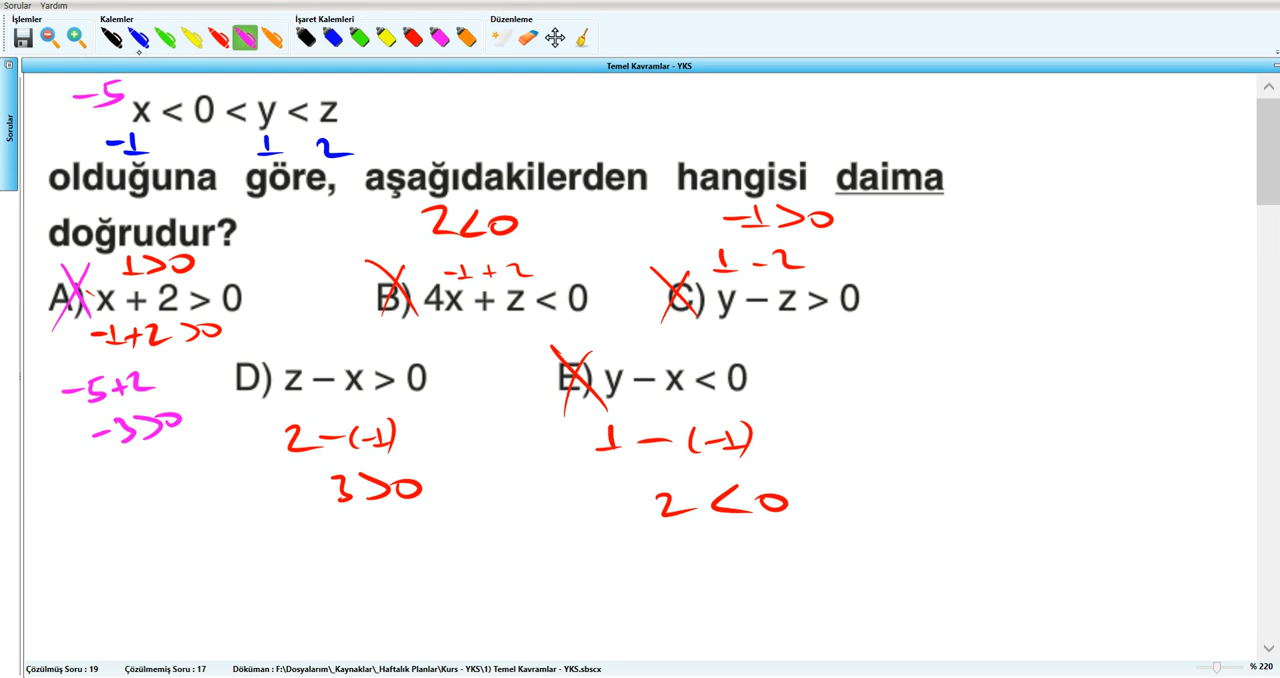 Sorular Yardım
İşlemler Kalemler İşaret Kalemleri Düzenleme
Temel Kavramlar - YKS
Sorular
-5
x < 0 < y < z
-1 1 2
olduğuna göre, aşağıdakilerden hangisi daima
doğrudur?
2<0
-1>0
1>0
-1+2
1-2
A) x + 2 > 0 B) 4x + z < 0 C) y – z > 0
-1+2>0
-5+2
-3>0
D) z – x > 0 E) y – x < 0
2-(-1) 1-(-1)
3>0 2<0
Çözülmüş Soru : 19 Çözülmemiş Soru : 17 Döküman : F:\Dosyalarım\_Kaynaklar\_Haftalık Planlar\Kurs - YKS\1) Temel Kavramlar - YKS.sbscx % 220